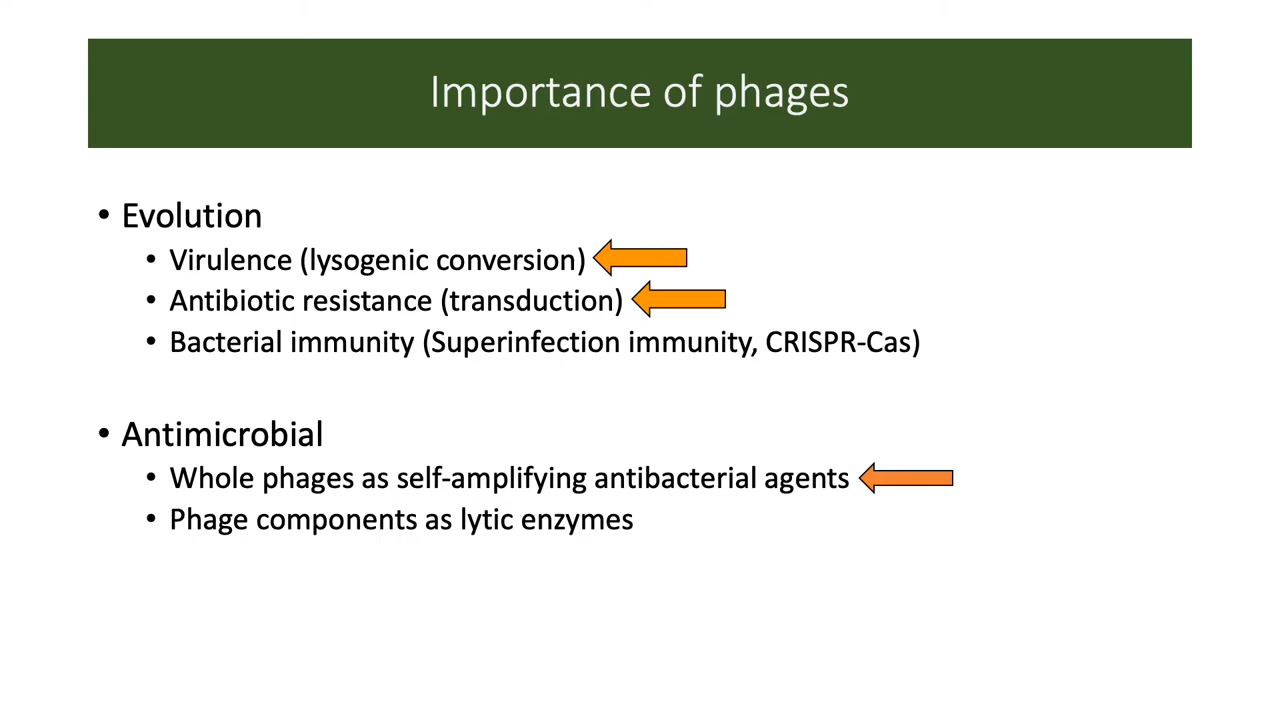 Importance of phages
• Evolution
• Virulence (lysogenic conversion)
• Antibiotic resistance (transduction)
• Bacterial immunity (Superinfection immunity, CRISPR-Cas)
• Antimicrobial
• Whole phages as self-amplifying antibacterial agents
• Phage components as lytic enzymes